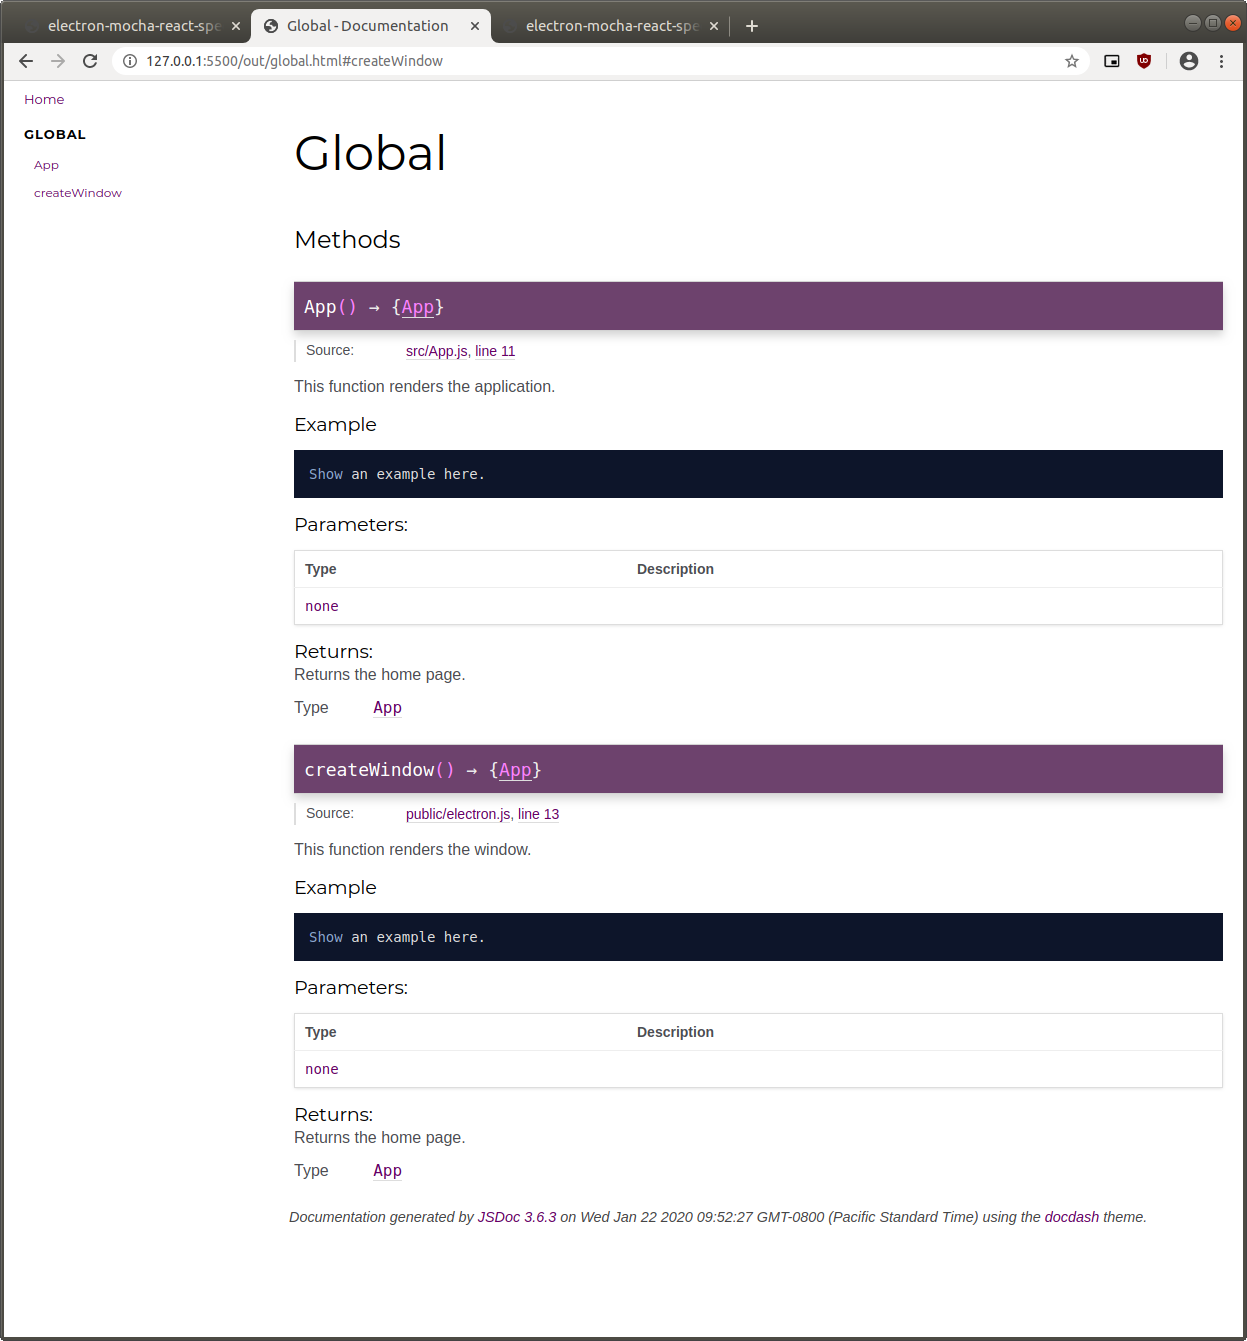 electron-mocha-react-spe
Global - Documentation
electron-mocha-react-spe
127.0.0.1:5500/out/global.html#createWindow
Home
GLOBAL
App
createWindow
Global
Methods
App() → {App}
Source: src/App.js, line 11
This function renders the application.
Example
Show an example here.
Parameters:
Type Description
none
Returns:
Returns the home page.
Type App
createWindow() → {App}
Source: public/electron.js, line 13
This function renders the window.
Example
Show an example here.
Parameters:
Type Description
none
Returns:
Returns the home page.
Type App
Documentation generated by JSDoc 3.6.3 on Wed Jan 22 2020 09:52:27 GMT-0800 (Pacific Standard Time) using the docdash theme.